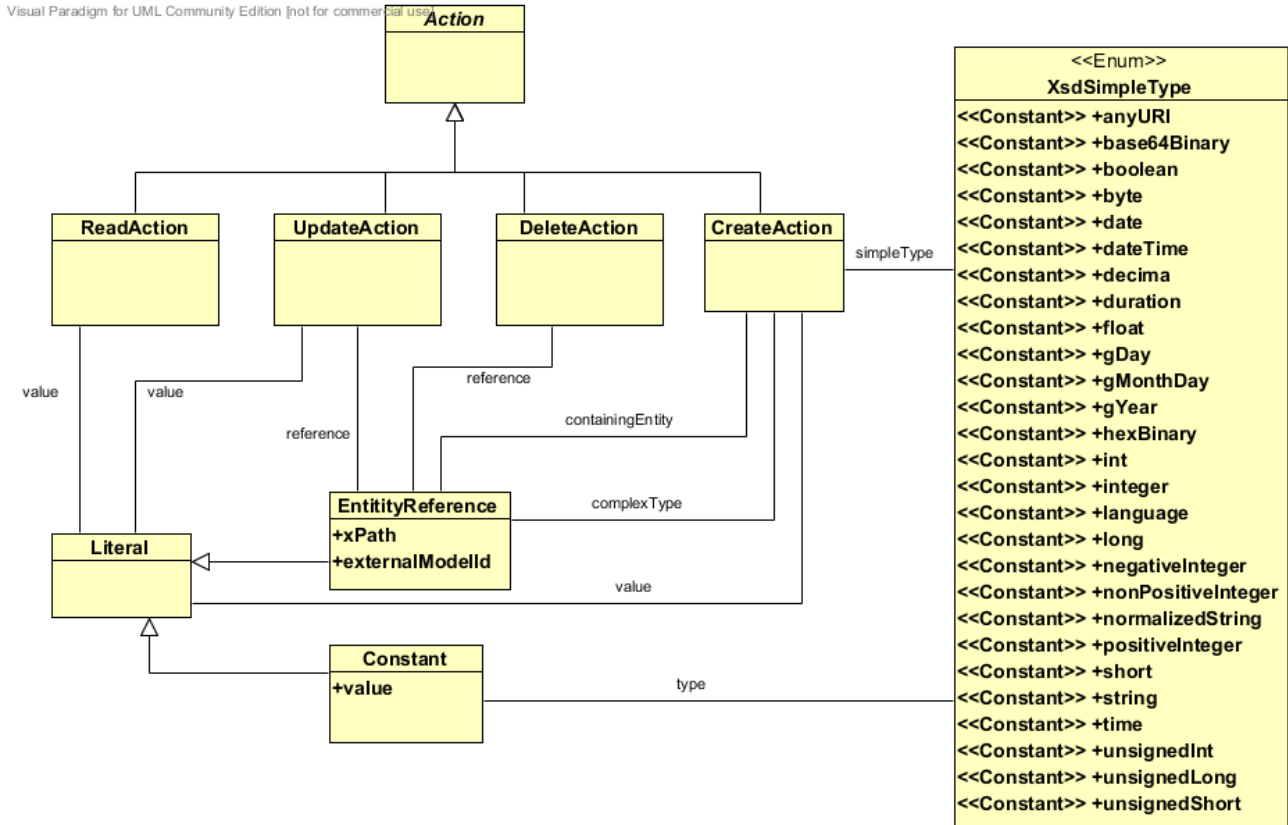 Visual Paradigm for UML Community Edition [not for commercial use]
Action
<<Enum>>
XsdSimpleType
<<Constant>> +anyURI
<<Constant>> +base64Binary
<<Constant>> +boolean
<<Constant>> +byte
<<Constant>> +date
<<Constant>> +dateTime
<<Constant>> +decima
<<Constant>> +duration
<<Constant>> +float
<<Constant>> +gDay
<<Constant>> +gMonthDay
<<Constant>> +gYear
<<Constant>> +hexBinary
<<Constant>> +int
<<Constant>> +integer
<<Constant>> +language
<<Constant>> +long
<<Constant>> +negativeInteger
<<Constant>> +nonPositiveInteger
<<Constant>> +normalizedString
<<Constant>> +positiveInteger
<<Constant>> +short
<<Constant>> +string
<<Constant>> +time
<<Constant>> +unsignedInt
<<Constant>> +unsignedLong
<<Constant>> +unsignedShort
ReadAction
UpdateAction
DeleteAction
CreateAction
simpleType
value
value
reference
reference
containingEntity
complexType
value
EntitityReference
+xPath
+externalModelId
Literal
Constant
+value
type